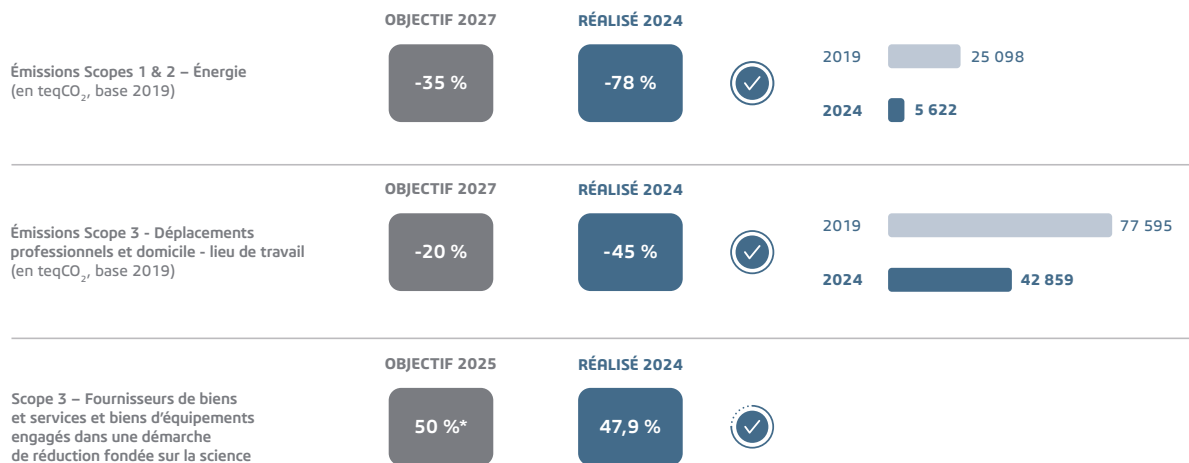 OBJECTIF 2027
RÉALISÉ 2024
Émissions Scopes 1 & 2 – Énergie
(en teqCO₂, base 2019)
-35 %
-78 %
2019
25 098
2024
5 622
OBJECTIF 2027
RÉALISÉ 2024
Émissions Scope 3 - Déplacements
professionnels et domicile - lieu de travail
(en teqCO₂, base 2019)
-20 %
-45 %
2019
77 595
2024
42 859
OBJECTIF 2025
RÉALISÉ 2024
Scope 3 – Fournisseurs de biens
et services et biens d’équipements
engagés dans une démarche
de réduction fondée sur la science
50 %*
47,9 %